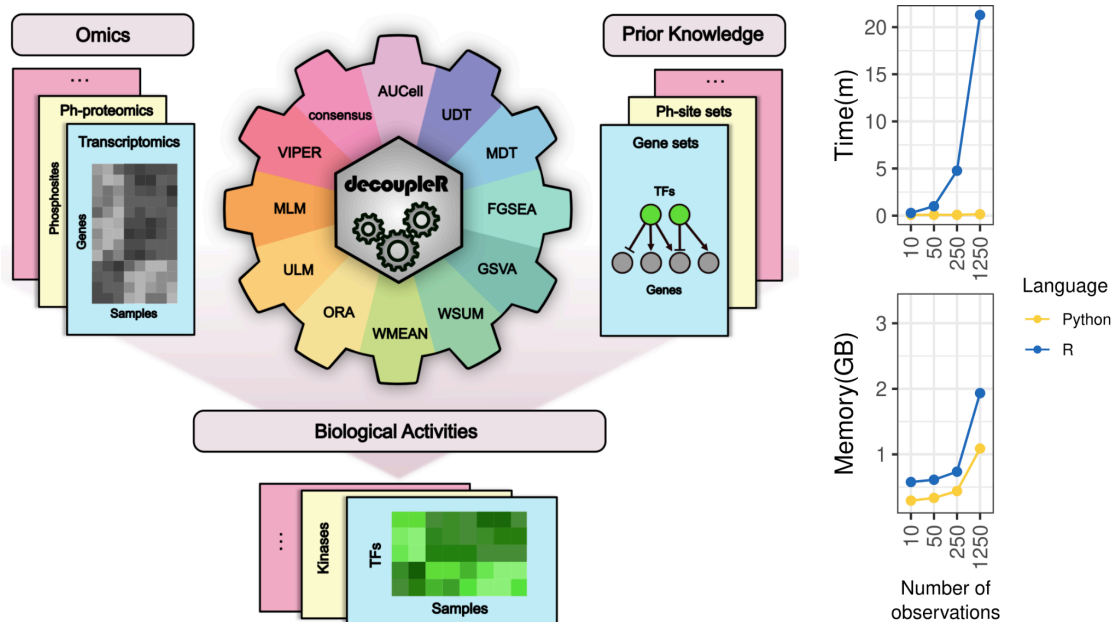 Omics
...
Ph-proteomics
Phosphosites
Transcriptomics
Genes
Samples
AUCell
UDT
MDT
FGSEA
GSVA
WSUM
WMEAN
ORA
ULM
MLM
VIPER
consensus
decoupleR
Prior Knowledge
...
Ph-site sets
Gene sets
TFs
Genes
Biological Activities
...
Kinases
TFs
Samples
Time(m)
20
15
10
5
0
10
50
250
1250
Memory(GB)
3
2
1
10
50
250
1250
Number of
observations
Language
Python
R